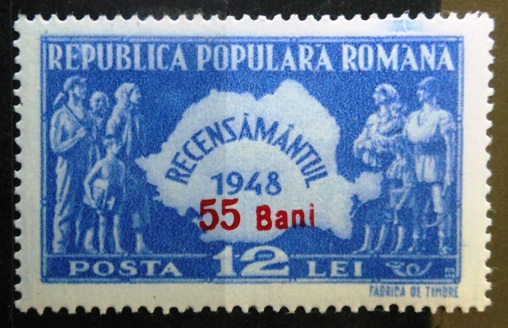 REPUBLICA POPULARA ROMANA
RECENSĂMÂNTUL
1948
55 Bani
POSTA 12 LEI
FABRICA DE TIMBRE